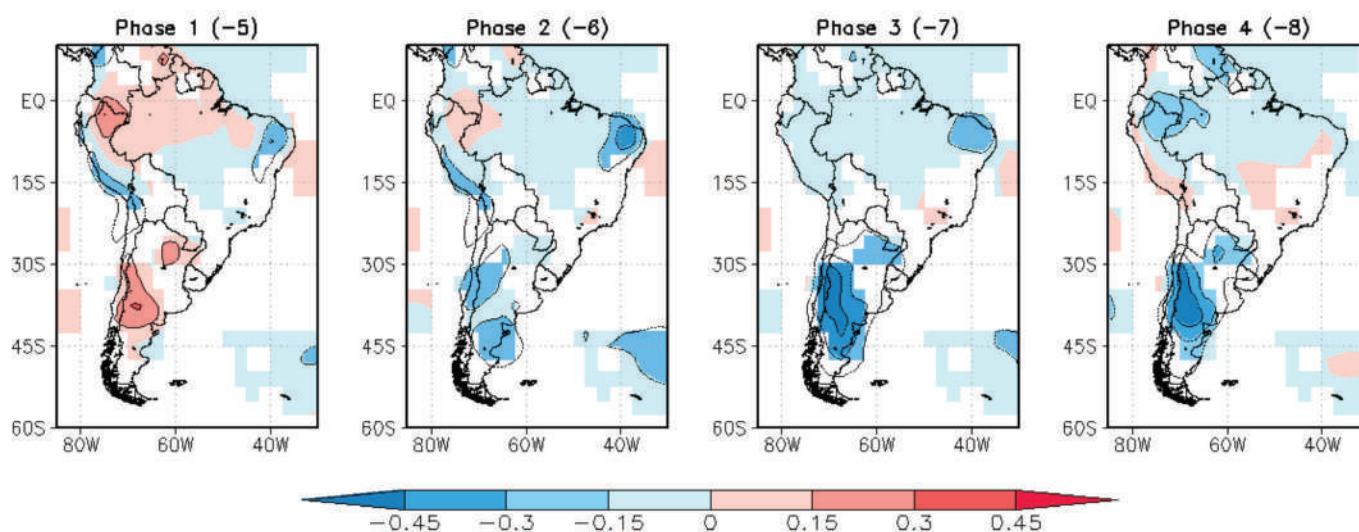 Phase 1 (−5) Phase 2 (−6) Phase 3 (−7) Phase 4 (−8)
EQ EQ EQ EQ
15S 15S 15S 15S
30S 30S 30S 30S
45S 45S 45S 45S
60S 60S 60S 60S
80W 60W 40W 80W 60W 40W 80W 60W 40W 80W 60W 40W
−0.45 −0.3 −0.15 0 0.15 0.3 0.45